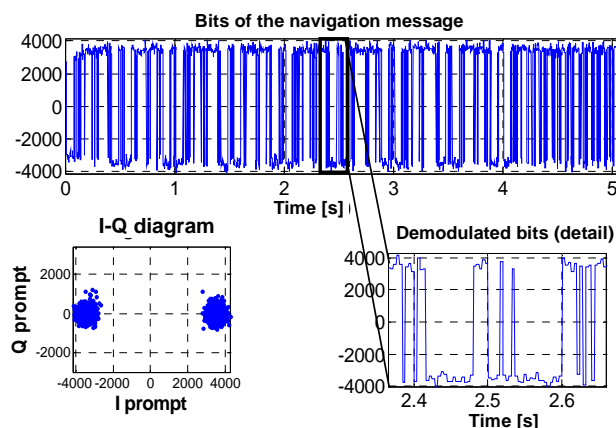 Bits of the navigation message
4000
2000
0
-2000
-4000
0 1 2 3 4 5
Time [s]
I-Q diagram
Q prompt
2000
0
-2000
-4000 -2000 0 2000 4000
I prompt
Demodulated bits (detail)
4000
2000
0
-2000
-4000
2.4 2.5 2.6
Time [s]